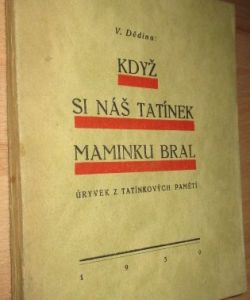 V. Dědina:
KDYŽ
SI NÁŠ TATÍNEK
MAMINKU BRAL
ÚRYVEK Z TATÍNKOVÝCH PAMĚTÍ
1939